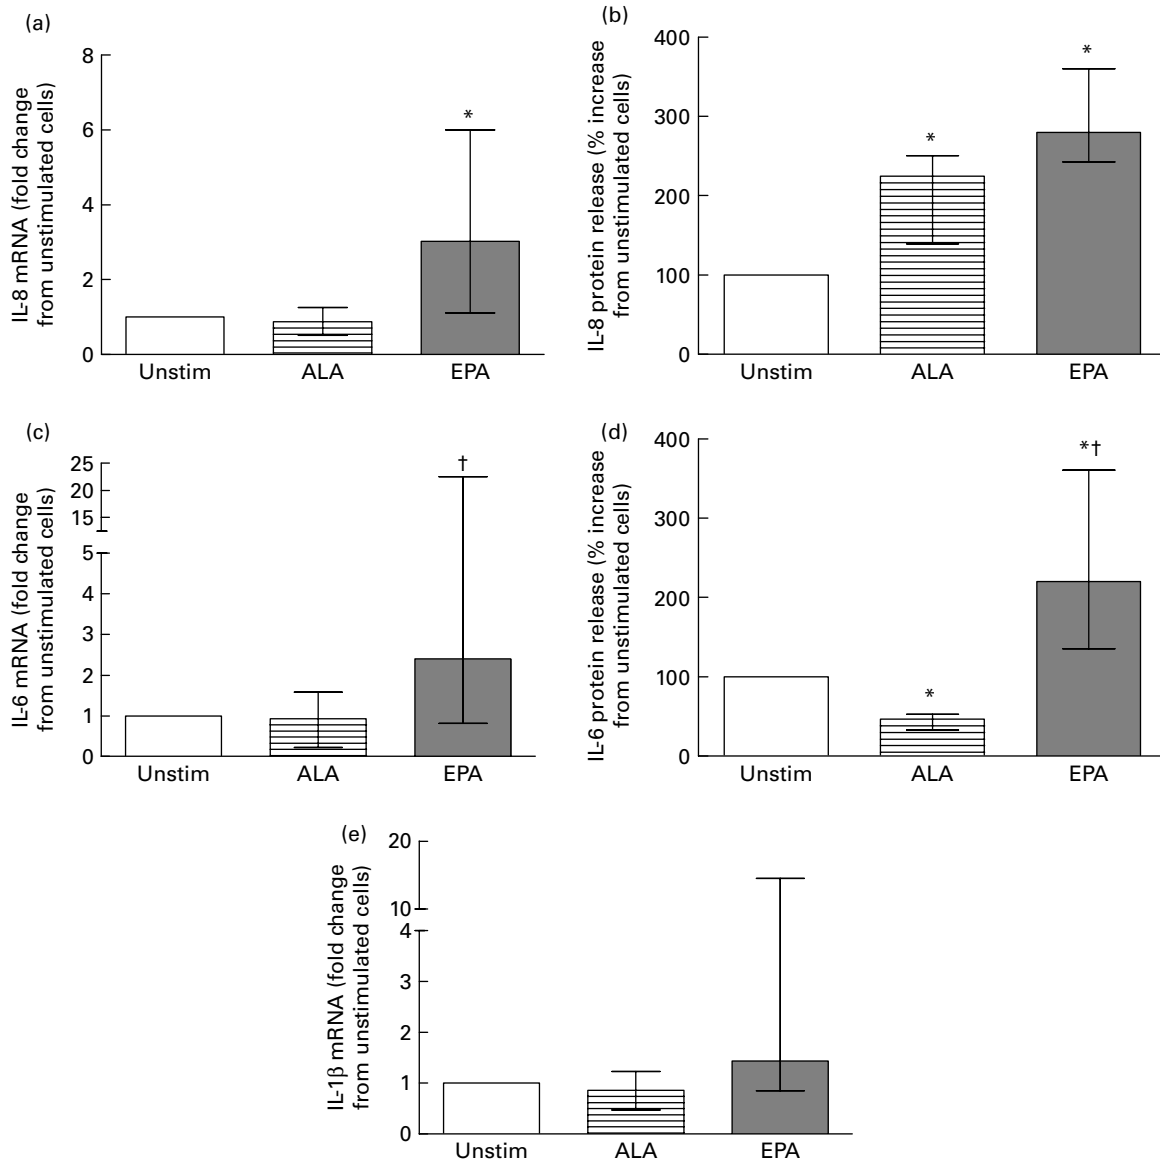 (a)
IL-8 mRNA (fold change
from unstimulated cells)
8
6
4
2
0
*
Unstim ALA EPA
(b)
IL-8 protein release (% increase
from unstimulated cells)
400
300
200
100
0
*
*
Unstim ALA EPA
(c)
IL-6 mRNA (fold change
from unstimulated cells)
25
20
15
5
4
3
2
1
0
†
Unstim ALA EPA
(d)
IL-6 protein release (% increase
from unstimulated cells)
400
300
200
100
0
*
*†
Unstim ALA EPA
(e)
IL-1β mRNA (fold change
from unstimulated cells)
20
10
4
3
2
1
0
Unstim ALA EPA